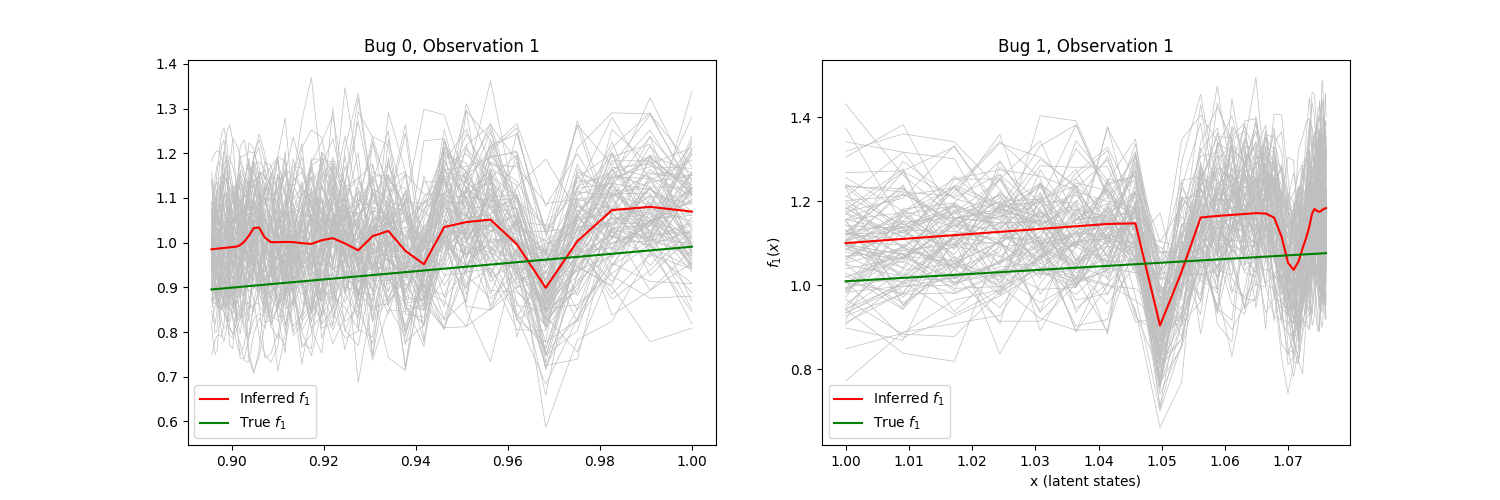 Bug 0, Observation 1
1.4
1.3
1.2
1.1
1.0
0.9
0.8
0.7
0.6
Inferred f₁
True f₁
0.90 0.92 0.94 0.96 0.98 1.00
Bug 1, Observation 1
f₁(x)
1.4
1.2
1.0
0.8
Inferred f₁
True f₁
1.00 1.01 1.02 1.03 1.04 1.05 1.06 1.07
x (latent states)